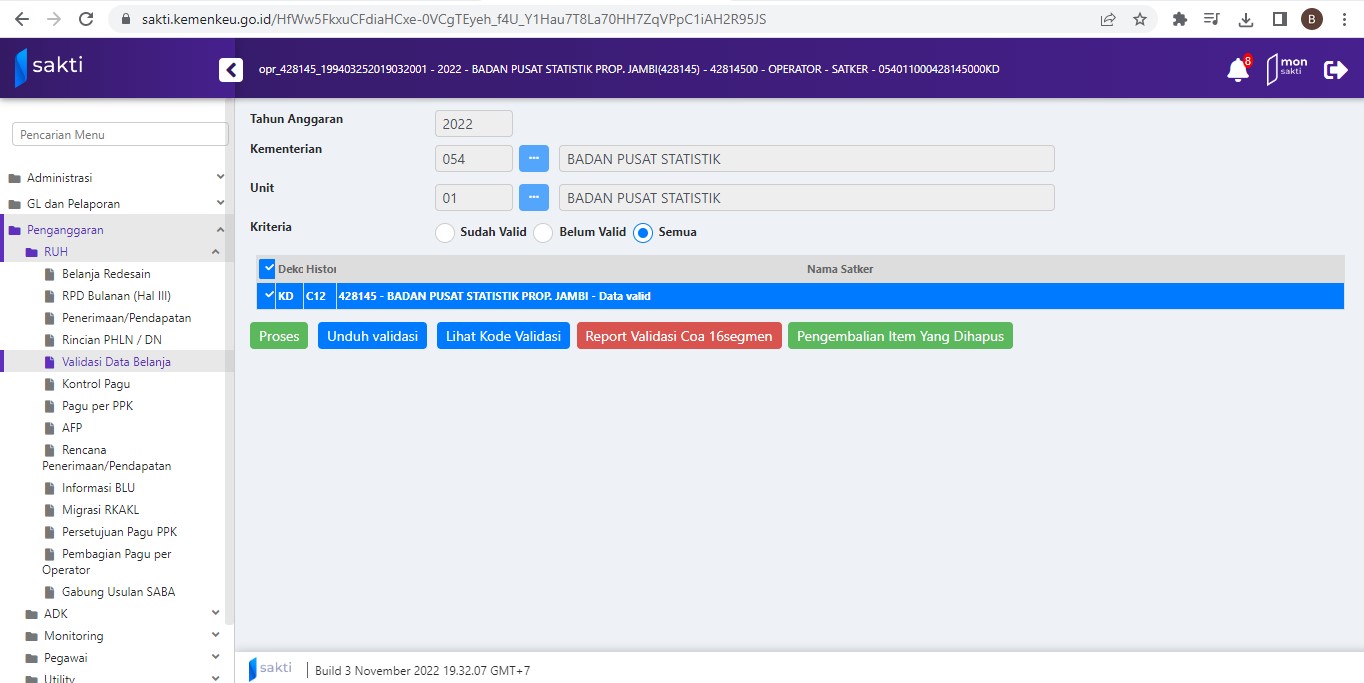 sakti.kemenkeu.go.id/HfWw5FkxuCFdiaHCxe-0VCgTEyeh_f4U_Y1Hau7T8La70HH7ZqVPpC1iAH2R95JS
B
sakti
opr_428145_199403252019032001 - 2022 - BADAN PUSAT STATISTIK PROP. JAMBI(428145) - 42814500 - OPERATOR - SATKER - 054011000428145000KD
8
mon
sakti
Pencarian Menu
Administrasi
GL dan Pelaporan
Penganggaran
RUH
Belanja Redesain
RPD Bulanan (Hal III)
Penerimaan/Pendapatan
Rincian PHLN / DN
Validasi Data Belanja
Kontrol Pagu
Pagu per PPK
AFP
Rencana
Penerimaan/Pendapatan
Informasi BLU
Migrasi RKAKL
Persetujuan Pagu PPK
Pembagian Pagu per
Operator
Gabung Usulan SABA
ADK
Monitoring
Pegawai
Utility
Tahun Anggaran 2022
Kementerian 054 ... BADAN PUSAT STATISTIK
Unit 01 ... BADAN PUSAT STATISTIK
Kriteria Sudah Valid Belum Valid Semua
Dekc Histor Nama Satker
KD C12 428145 - BADAN PUSAT STATISTIK PROP. JAMBI - Data valid
Proses Unduh validasi Lihat Kode Validasi Report Validasi Coa 16segmen Pengembalian Item Yang Dihapus
sakti Build 3 November 2022 19.32.07 GMT+7